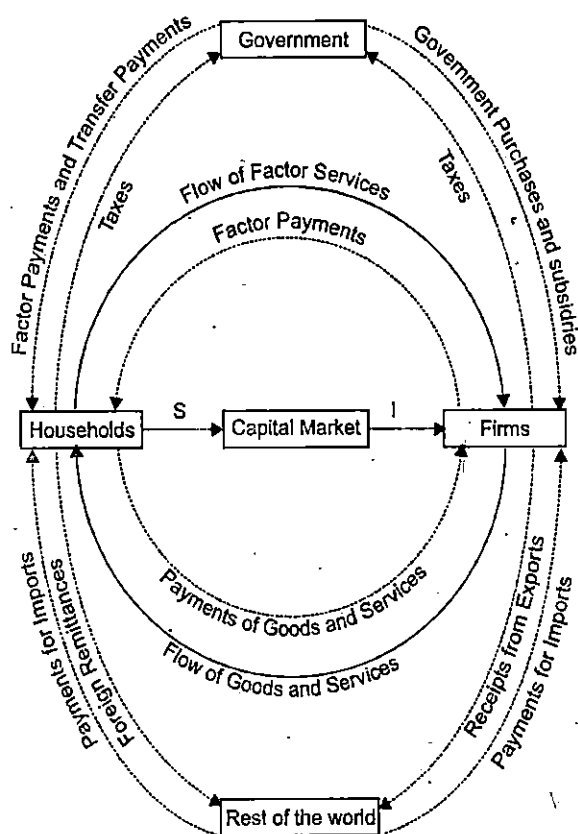 Government
Factor Payments and Transfer Payments
Taxes
Government Purchases and subsidries
Taxes
Flow of Factor Services
Factor Payments
Households
S
Capital Market
I
Firms
Payments of Goods and Services
Flow of Goods and Services
Payments for Imports
Foreign Remittances
Receipts from Exports
Payments for Imports
Rest of the world